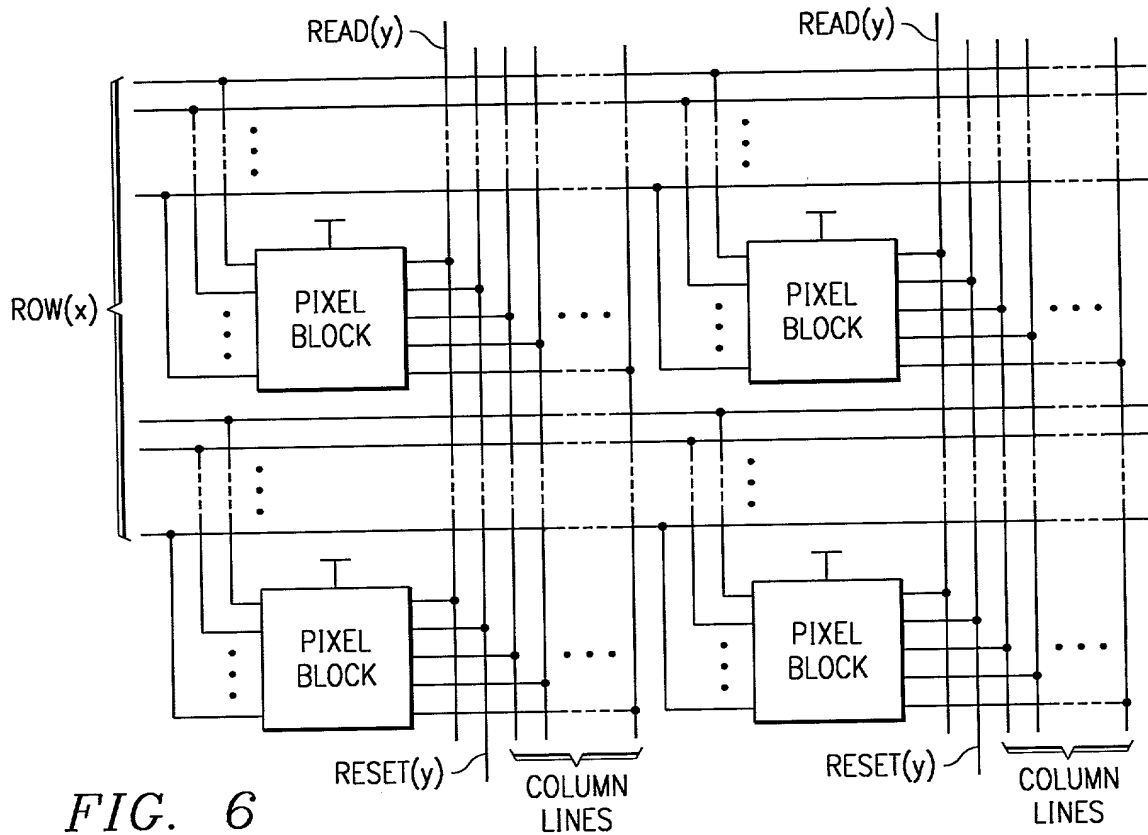 READ(y)
READ(y)
ROW(x)
PIXEL
BLOCK
PIXEL
BLOCK
PIXEL
BLOCK
PIXEL
BLOCK
RESET(y)
COLUMN
LINES
RESET(y)
COLUMN
LINES
FIG. 6